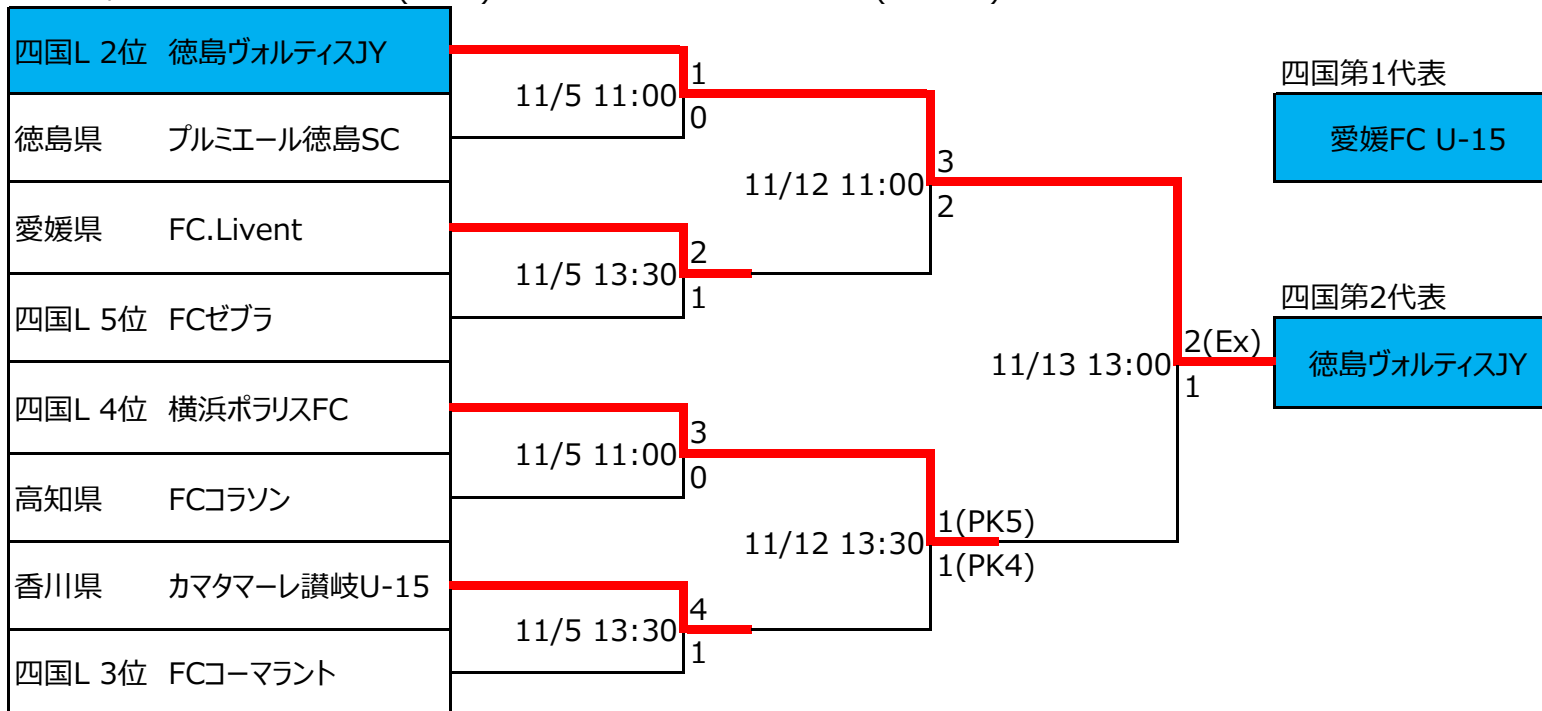 四国L 2位 徳島ヴォルティスJY
徳島県 プルミエール徳島SC
愛媛県 FC.Livent
四国L 5位 FCゼブラ
四国L 4位 横浜ポラリスFC
高知県 FCコラソン
香川県 カマタマーレ讃岐U-15
四国L 3位 FCコーマラント
11/5 11:00
1
0
11/5 13:30
2
1
11/5 11:00
3
0
11/5 13:30
4
1
11/12 11:00
3
2
11/12 13:30
1(PK5)
1(PK4)
11/13 13:00
2(Ex)
1
四国第1代表
愛媛FC U-15
四国第2代表
徳島ヴォルティスJY